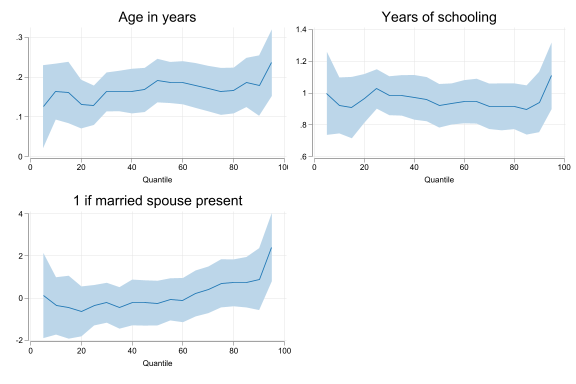 Age in years
Years of schooling
.3
.2
.1
0
0 20 40 60 80 100
Quantile
1.4
1.2
1
.8
.6
0 20 40 60 80 100
Quantile
1 if married spouse present
4
2
0
-2
0 20 40 60 80 100
Quantile